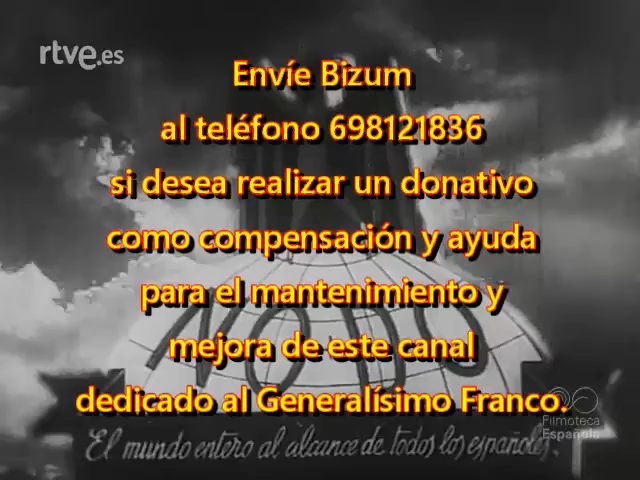 rtve.es
Envíe Bizum
al teléfono 698121836
si desea realizar un donativo
como compensación y ayuda
para el mantenimiento y
mejora de este canal
dedicado al Generalísimo Franco.
NO DO
Filmoteca
Española
El mundo entero al alcance de todos los españoles.